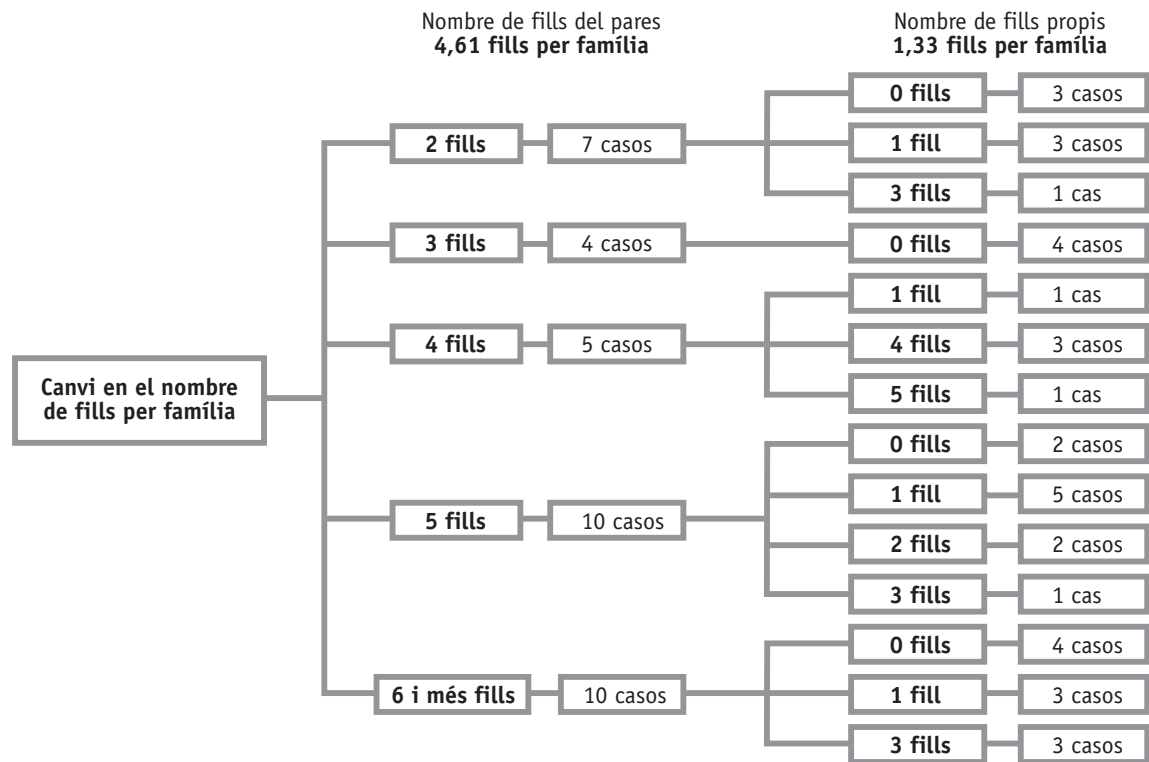 Nombre de fills del pares
4,61 fills per família
Nombre de fills propis
1,33 fills per família
Canvi en el nombre
de fills per família
2 fills
7 casos
0 fills
3 casos
1 fill
3 casos
3 fills
1 cas
3 fills
4 casos
0 fills
4 casos
4 fills
5 casos
1 fill
1 cas
4 fills
3 casos
5 fills
1 cas
5 fills
10 casos
0 fills
2 casos
1 fill
5 casos
2 fills
2 casos
3 fills
1 cas
6 i més fills
10 casos
0 fills
4 casos
1 fill
3 casos
3 fills
3 casos